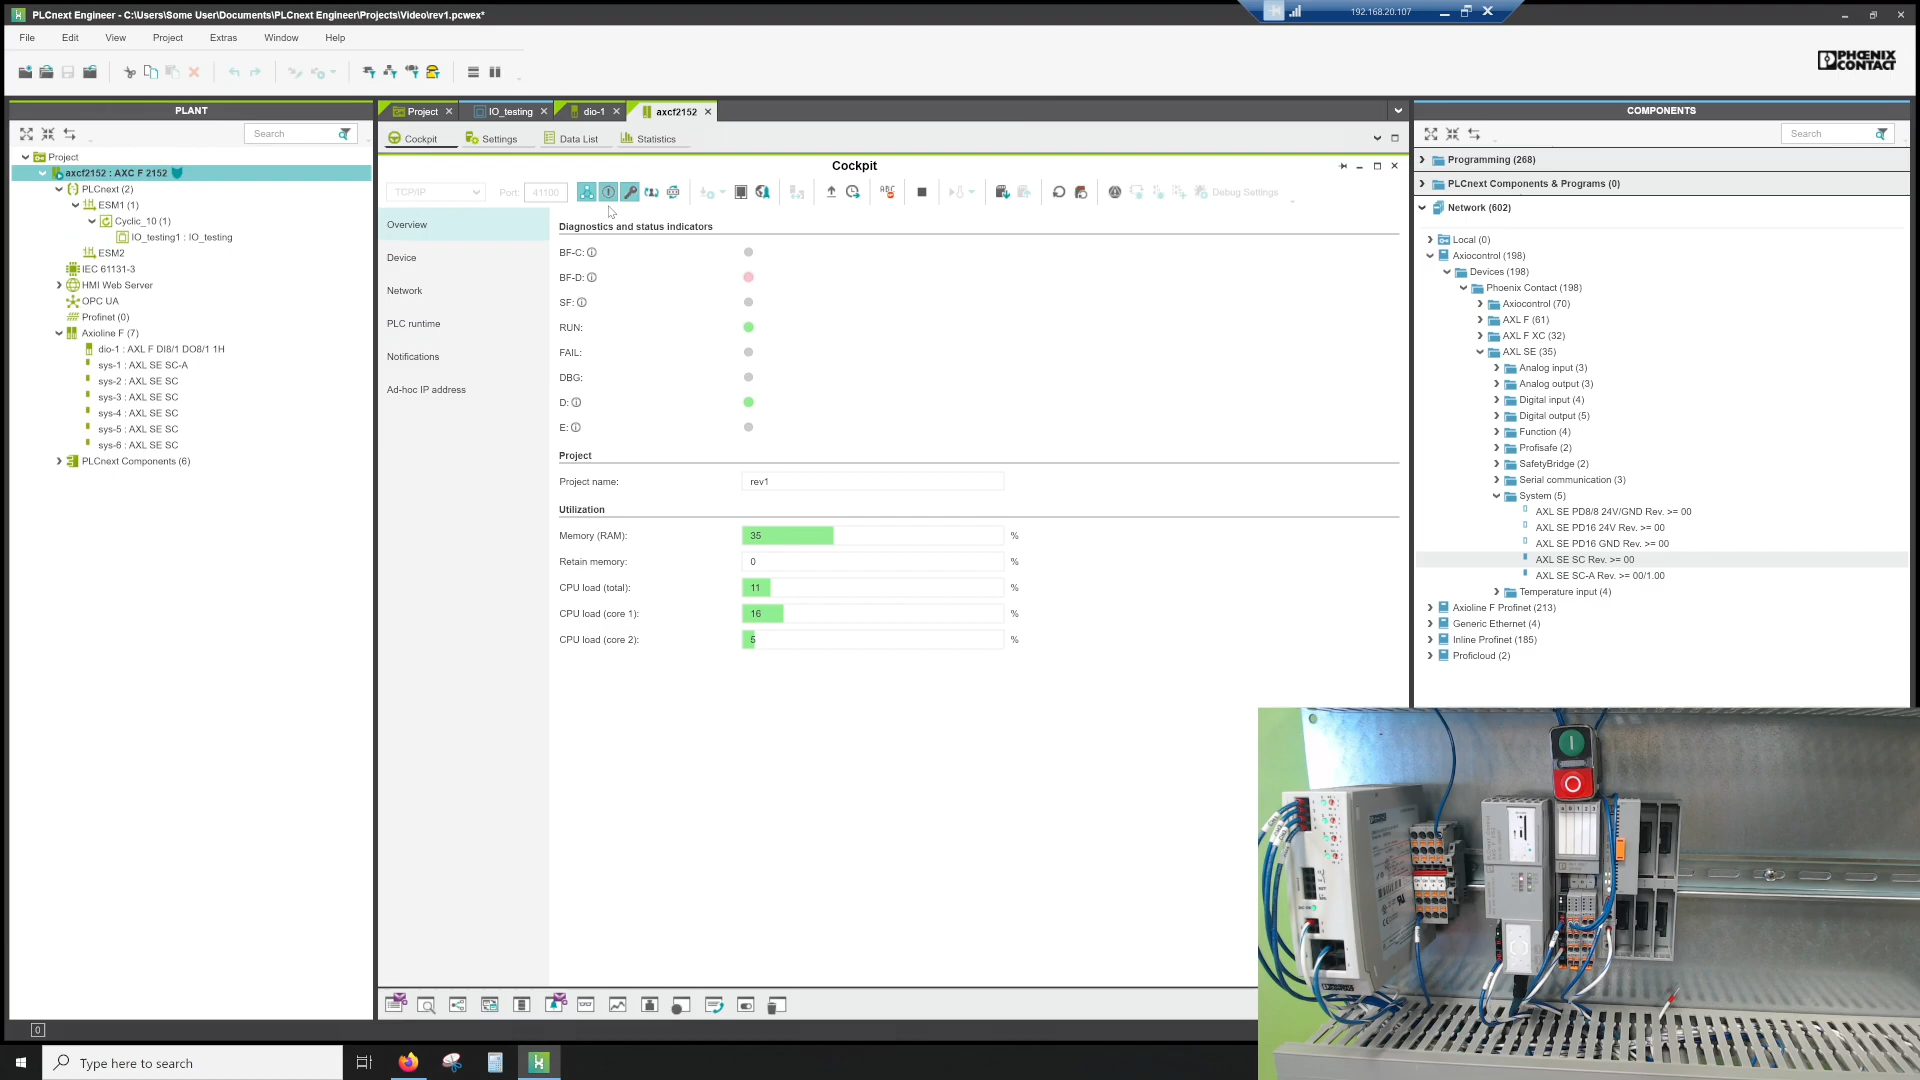 PLCnext Engineer - C:\Users\Some User\Documents\PLCnext Engineer\Projects\Video\rev1.pcwex*
192.168.20.107
File Edit View Project Extras Window Help
PHŒNIX
CONTACT
PLANT
Search
Project
axcf2152 : AXC F 2152
PLCnext (2)
ESM1 (1)
Cyclic_10 (1)
IO_testing1 : IO_testing
ESM2
IEC 61131-3
HMI Web Server
OPC UA
Profinet (0)
Axioline F (7)
dio-1 : AXL F DI8/1 DO8/1 1H
sys-1 : AXL SE SC-A
sys-2 : AXL SE SC
sys-3 : AXL SE SC
sys-4 : AXL SE SC
sys-5 : AXL SE SC
sys-6 : AXL SE SC
PLCnext Components (6)
Project IO_testing dio-1 axcf2152
Cockpit Settings Data List Statistics
Cockpit
TCP/IP Port: 41100 ABC Debug Settings
Overview
Device
Network
PLC runtime
Notifications
Ad-hoc IP address
Diagnostics and status indicators
BF-C:
BF-D:
SF:
RUN:
FAIL:
DBG:
D:
E:
Project
Project name: rev1
Utilization
Memory (RAM): 35 %
Retain memory: 0 %
CPU load (total): 11 %
CPU load (core 1): 16 %
CPU load (core 2): 5 %
COMPONENTS
Search
Programming (268)
PLCnext Components & Programs (0)
Network (602)
Local (0)
Axiocontrol (198)
Devices (198)
Phoenix Contact (198)
Axiocontrol (70)
AXL F (61)
AXL F XC (32)
AXL SE (35)
Analog input (3)
Analog output (3)
Digital input (4)
Digital output (5)
Function (4)
Profisafe (2)
SafetyBridge (2)
Serial communication (3)
System (5)
AXL SE PD8/8 24V/GND Rev. >= 00
AXL SE PD16 24V Rev. >= 00
AXL SE PD16 GND Rev. >= 00
AXL SE SC Rev. >= 00
AXL SE SC-A Rev. >= 00/1.00
Temperature input (4)
Axioline F Profinet (213)
Generic Ethernet (4)
Inline Profinet (185)
Proficloud (2)
0
Type here to search